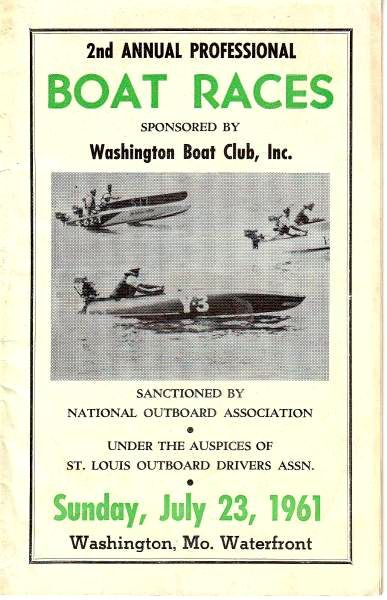 2nd ANNUAL PROFESSIONAL
BOAT RACES
SPONSORED BY
Washington Boat Club, Inc.
Y3
SANCTIONED BY
NATIONAL OUTBOARD ASSOCIATION
•
UNDER THE AUSPICES OF
ST. LOUIS OUTBOARD DRIVERS ASSN.
•
Sunday, July 23, 1961
Washington, Mo. Waterfront